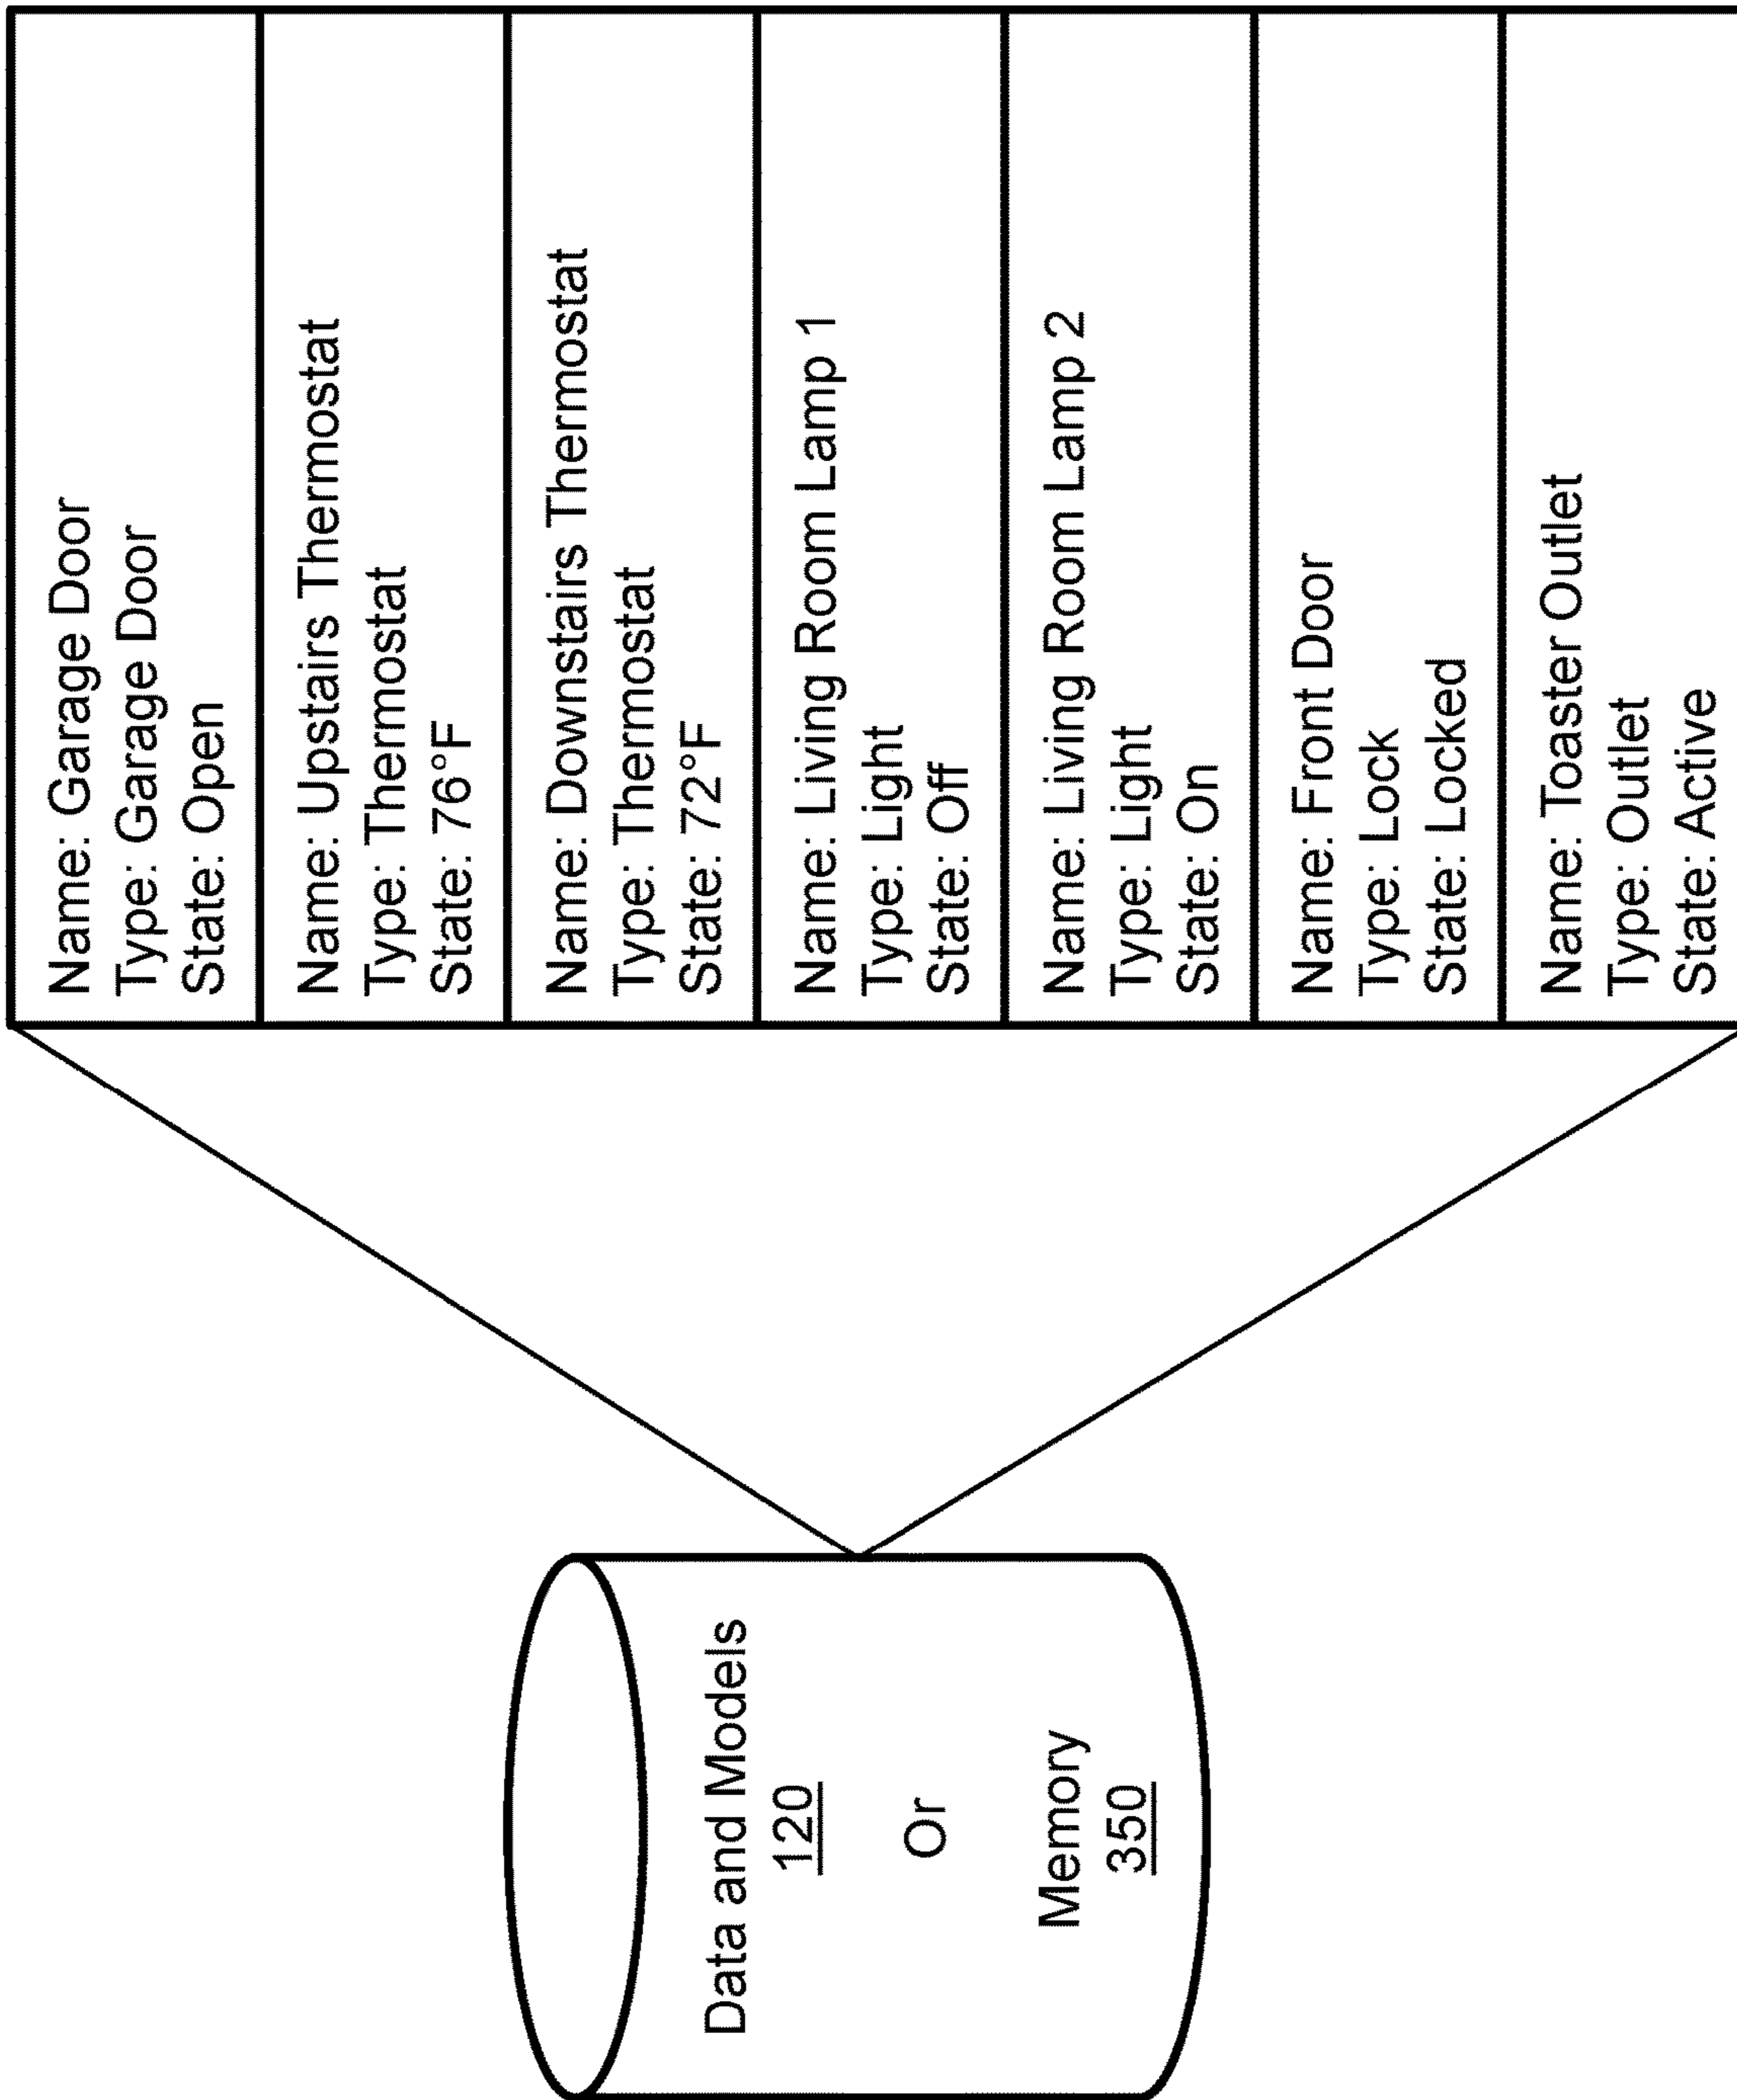 Data and Models
120
Or
Memory
350
Name: Garage Door
Type: Garage Door
State: Open
Name: Upstairs Thermostat
Type: Thermostat
State: 76°F
Name: Downstairs Thermostat
Type: Thermostat
State: 72°F
Name: Living Room Lamp 1
Type: Light
State: Off
Name: Living Room Lamp 2
Type: Light
State: On
Name: Front Door
Type: Lock
State: Locked
Name: Toaster Outlet
Type: Outlet
State: Active